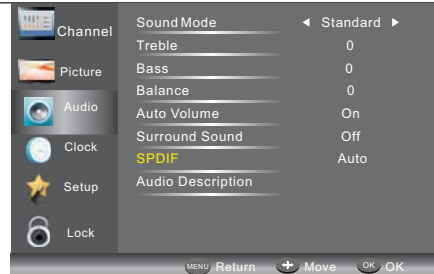 Channel
Picture
Audio
Clock
Setup
Lock
Sound Mode Standard
Treble 0
Bass 0
Balance 0
Auto Volume On
Surround Sound Off
SPDIF Auto
Audio Description
MENU Return Move OK OK